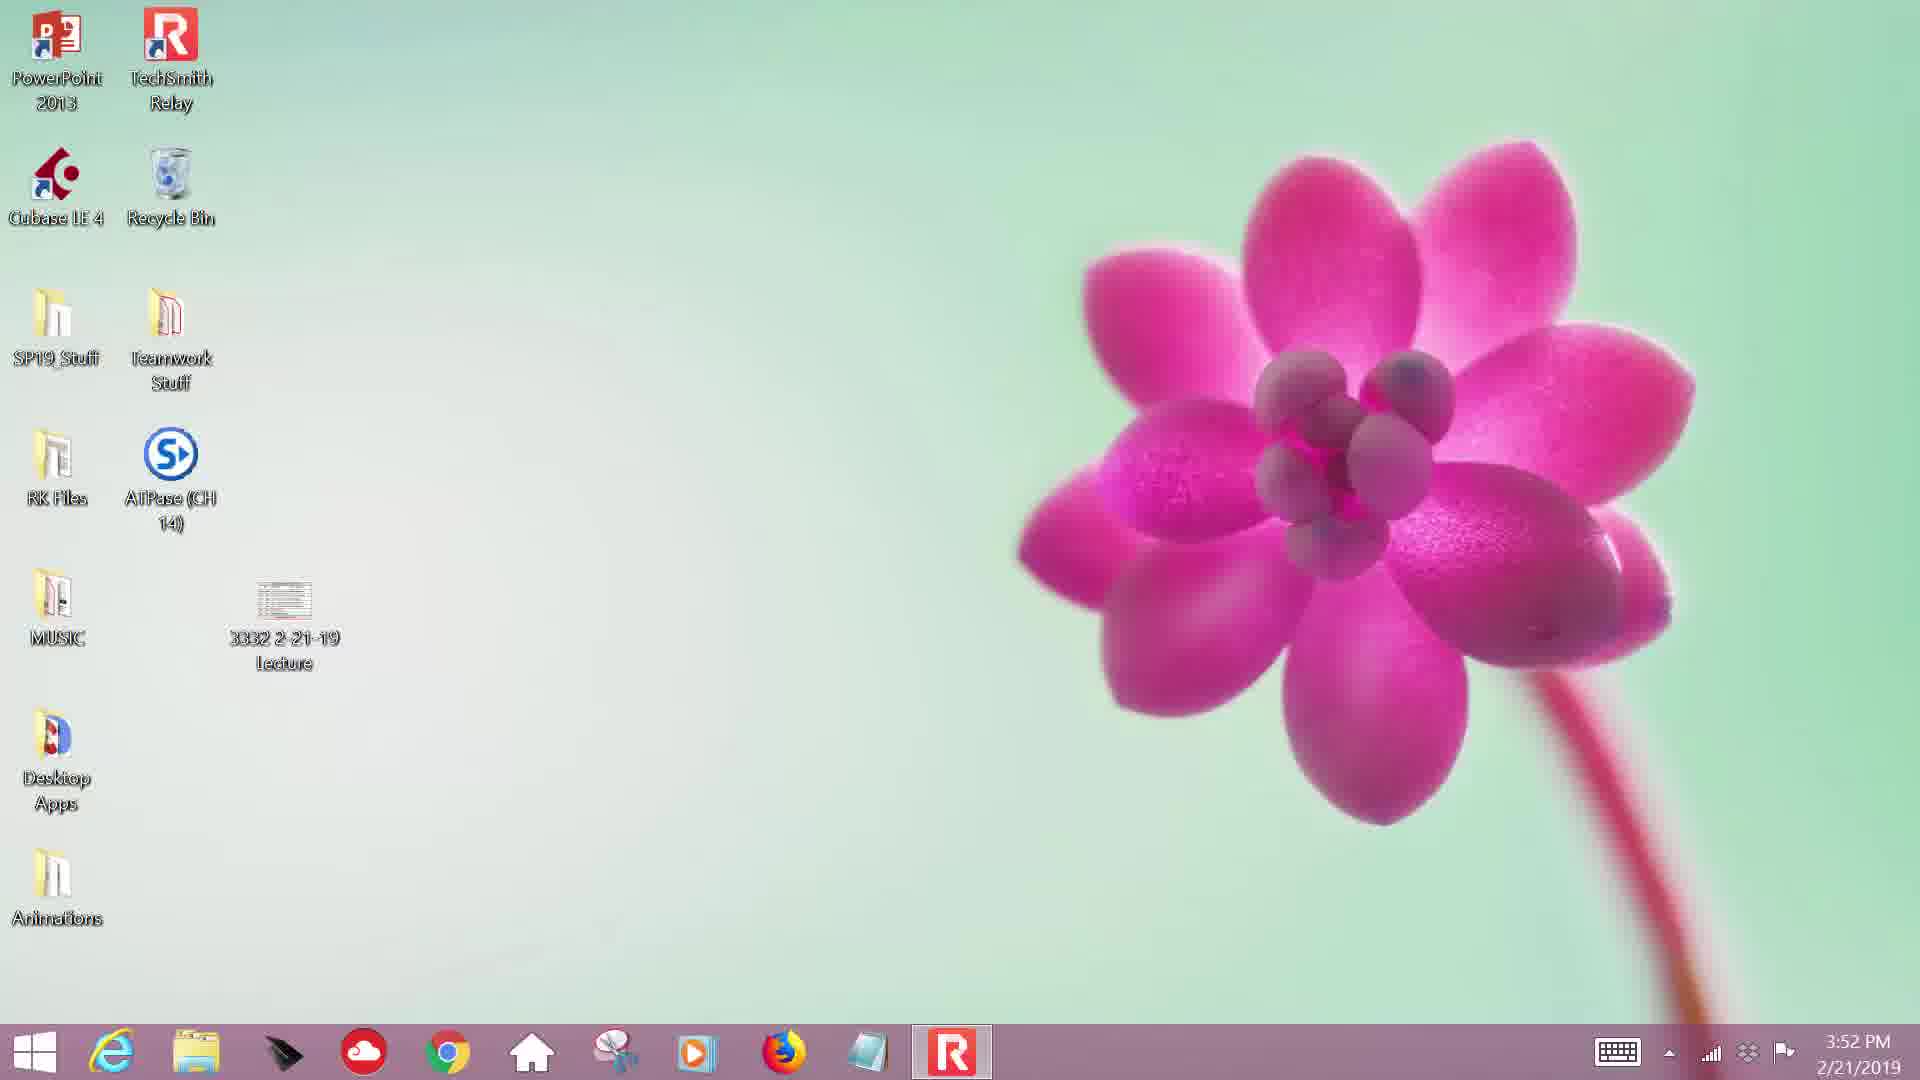 PowerPoint
2013
TechSmith
Relay
Cubase LE 4
Recycle Bin
SP19_Stuff
Teamwork
Stuff
RK Files
ATPase (CH
14)
MUSIC
3332 2-21-19
Lecture
Desktop
Apps
Animations
3:52 PM
2/21/2019